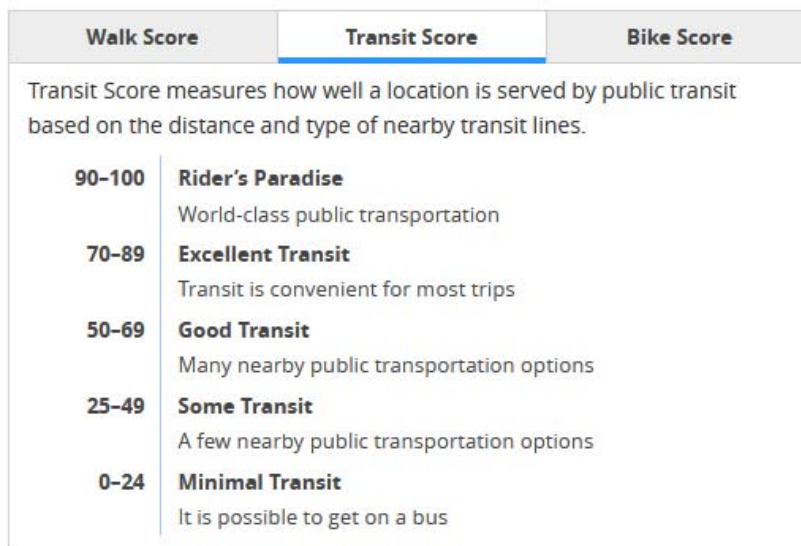 Walk Score Transit Score Bike Score
Transit Score measures how well a location is served by public transit
based on the distance and type of nearby transit lines.
90–100 Rider's Paradise
World-class public transportation
70–89 Excellent Transit
Transit is convenient for most trips
50–69 Good Transit
Many nearby public transportation options
25–49 Some Transit
A few nearby public transportation options
0–24 Minimal Transit
It is possible to get on a bus